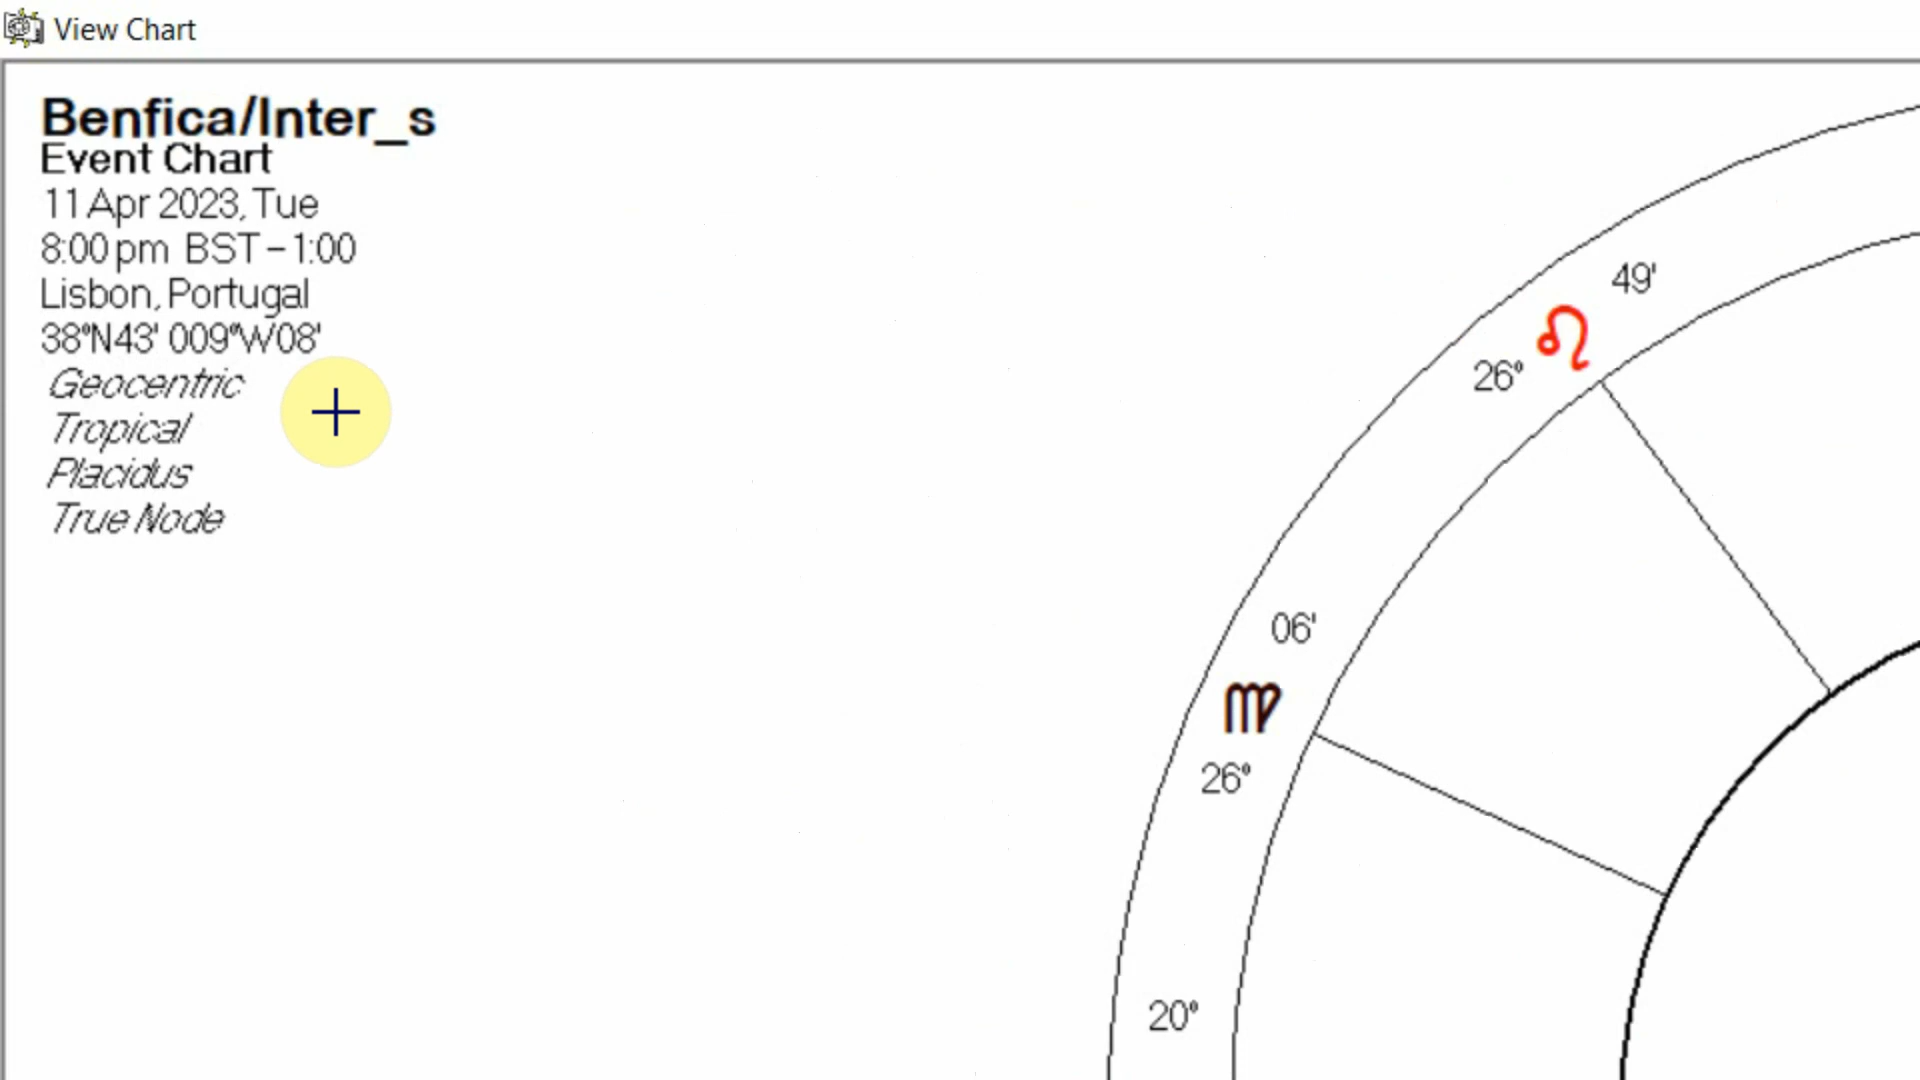 View Chart
Benfica/Inter_s
Event Chart
11 Apr 2023, Tue
8:00 pm BST -1:00
Lisbon, Portugal
38°N43' 009°W08'
Geocentric
Tropical
Placidus
True Node
49'
♌
26°
06'
♍
26°
20°